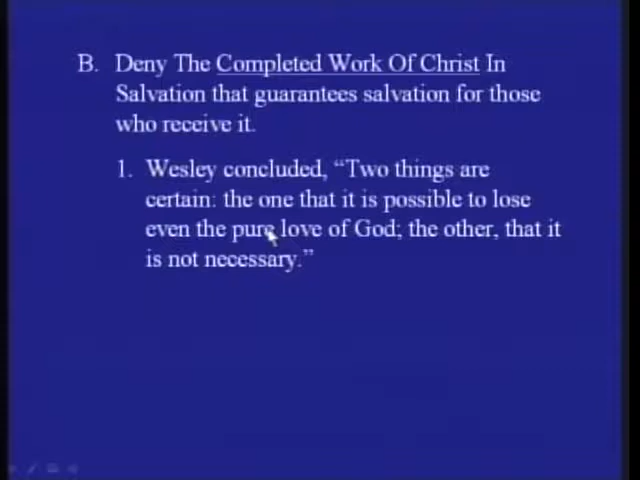 B. Deny The Completed Work Of Christ In
Salvation that guarantees salvation for those
who receive it.
1. Wesley concluded, “Two things are
certain: the one that it is possible to lose
even the pure love of God; the other, that it
is not necessary.”